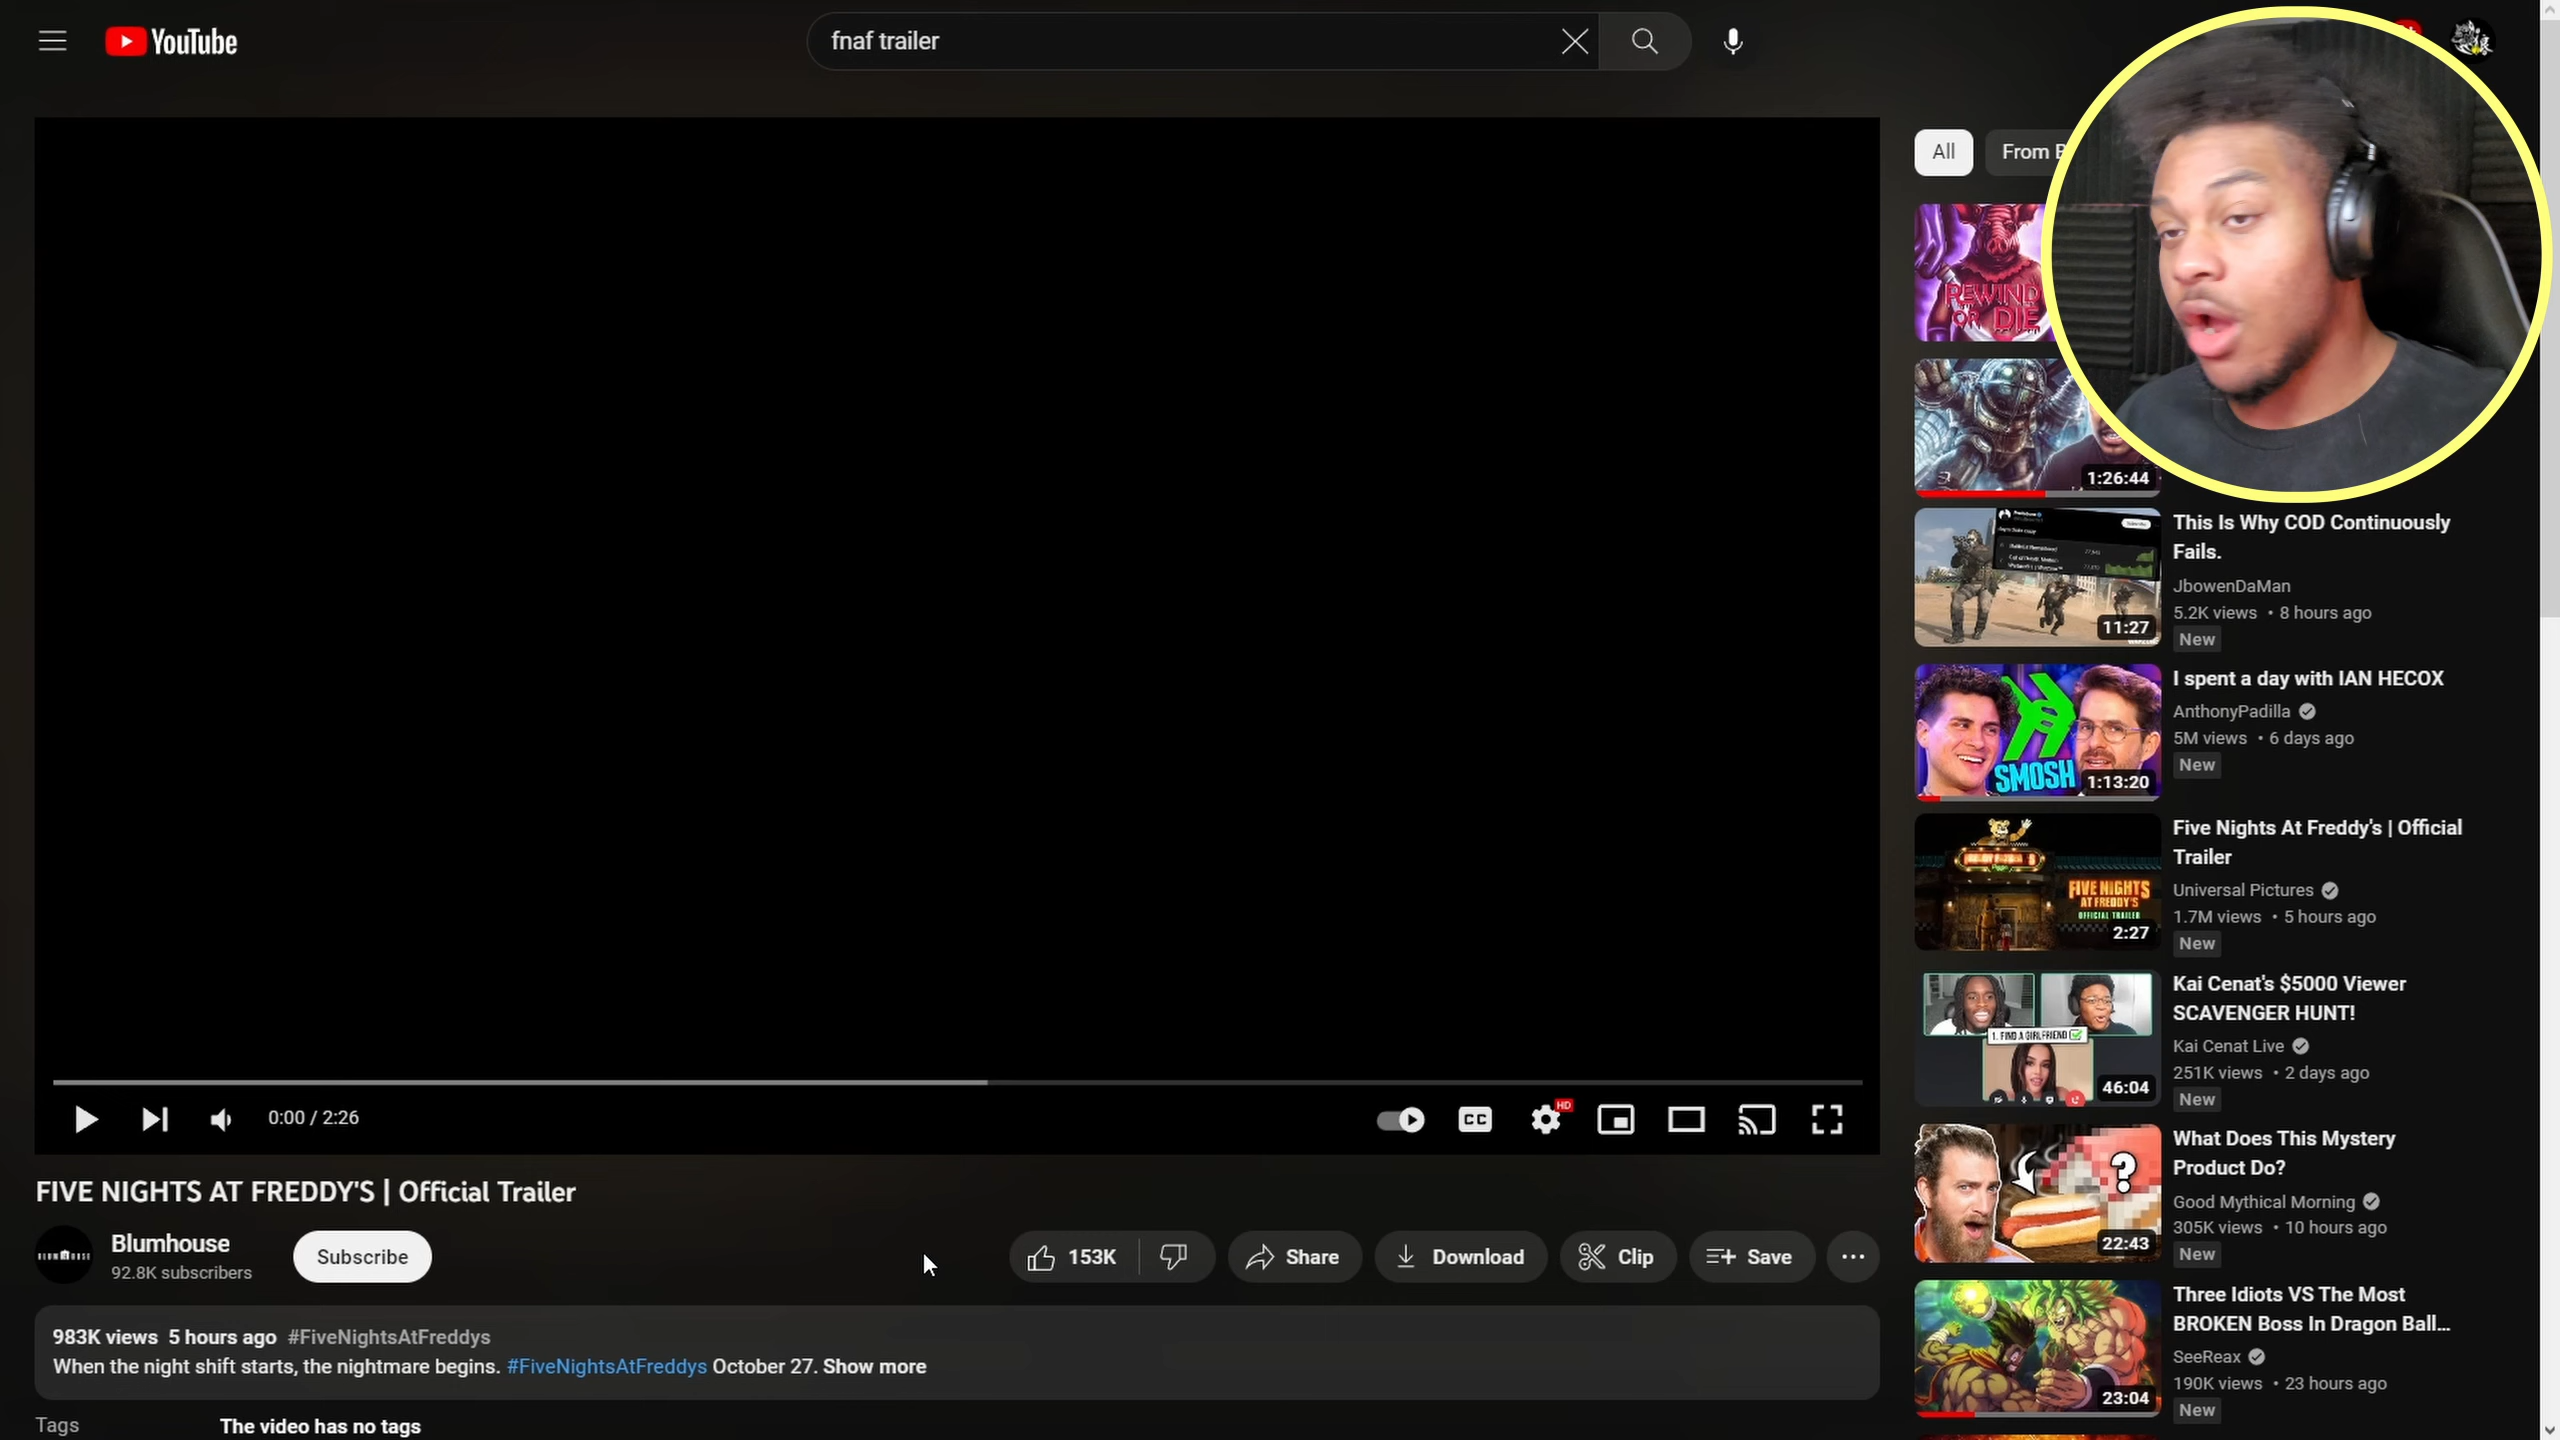 YouTube
fnaf trailer
All
From
REWIND
OR DIE
1:26:44
This Is Why COD Continuously
Fails.
JbowenDaMan
5.2K views • 8 hours ago
New
11:27
I spent a day with IAN HECOX
AnthonyPadilla
5M views • 6 days ago
New
SMOSH
1:13:20
Five Nights At Freddy's | Official
Trailer
Universal Pictures
1.7M views • 5 hours ago
New
FIVE NIGHTS
AT FREDDY'S
OFFICIAL TRAILER
2:27
Kai Cenat's $5000 Viewer
SCAVENGER HUNT!
Kai Cenat Live
251K views • 2 days ago
New
1. FIND A GIRLFRIEND
46:04
What Does This Mystery
Product Do?
Good Mythical Morning
305K views • 10 hours ago
New
?
22:43
Three Idiots VS The Most
BROKEN Boss In Dragon Ball...
SeeReax
190K views • 23 hours ago
New
23:04
0:00 / 2:26
CC
HD
FIVE NIGHTS AT FREDDY'S | Official Trailer
BLUMHOUSE
Blumhouse
92.8K subscribers
Subscribe
153K
Share
Download
Clip
Save
983K views 5 hours ago #FiveNightsAtFreddys
When the night shift starts, the nightmare begins. #FiveNightsAtFreddys October 27. Show more
Tags
The video has no tags